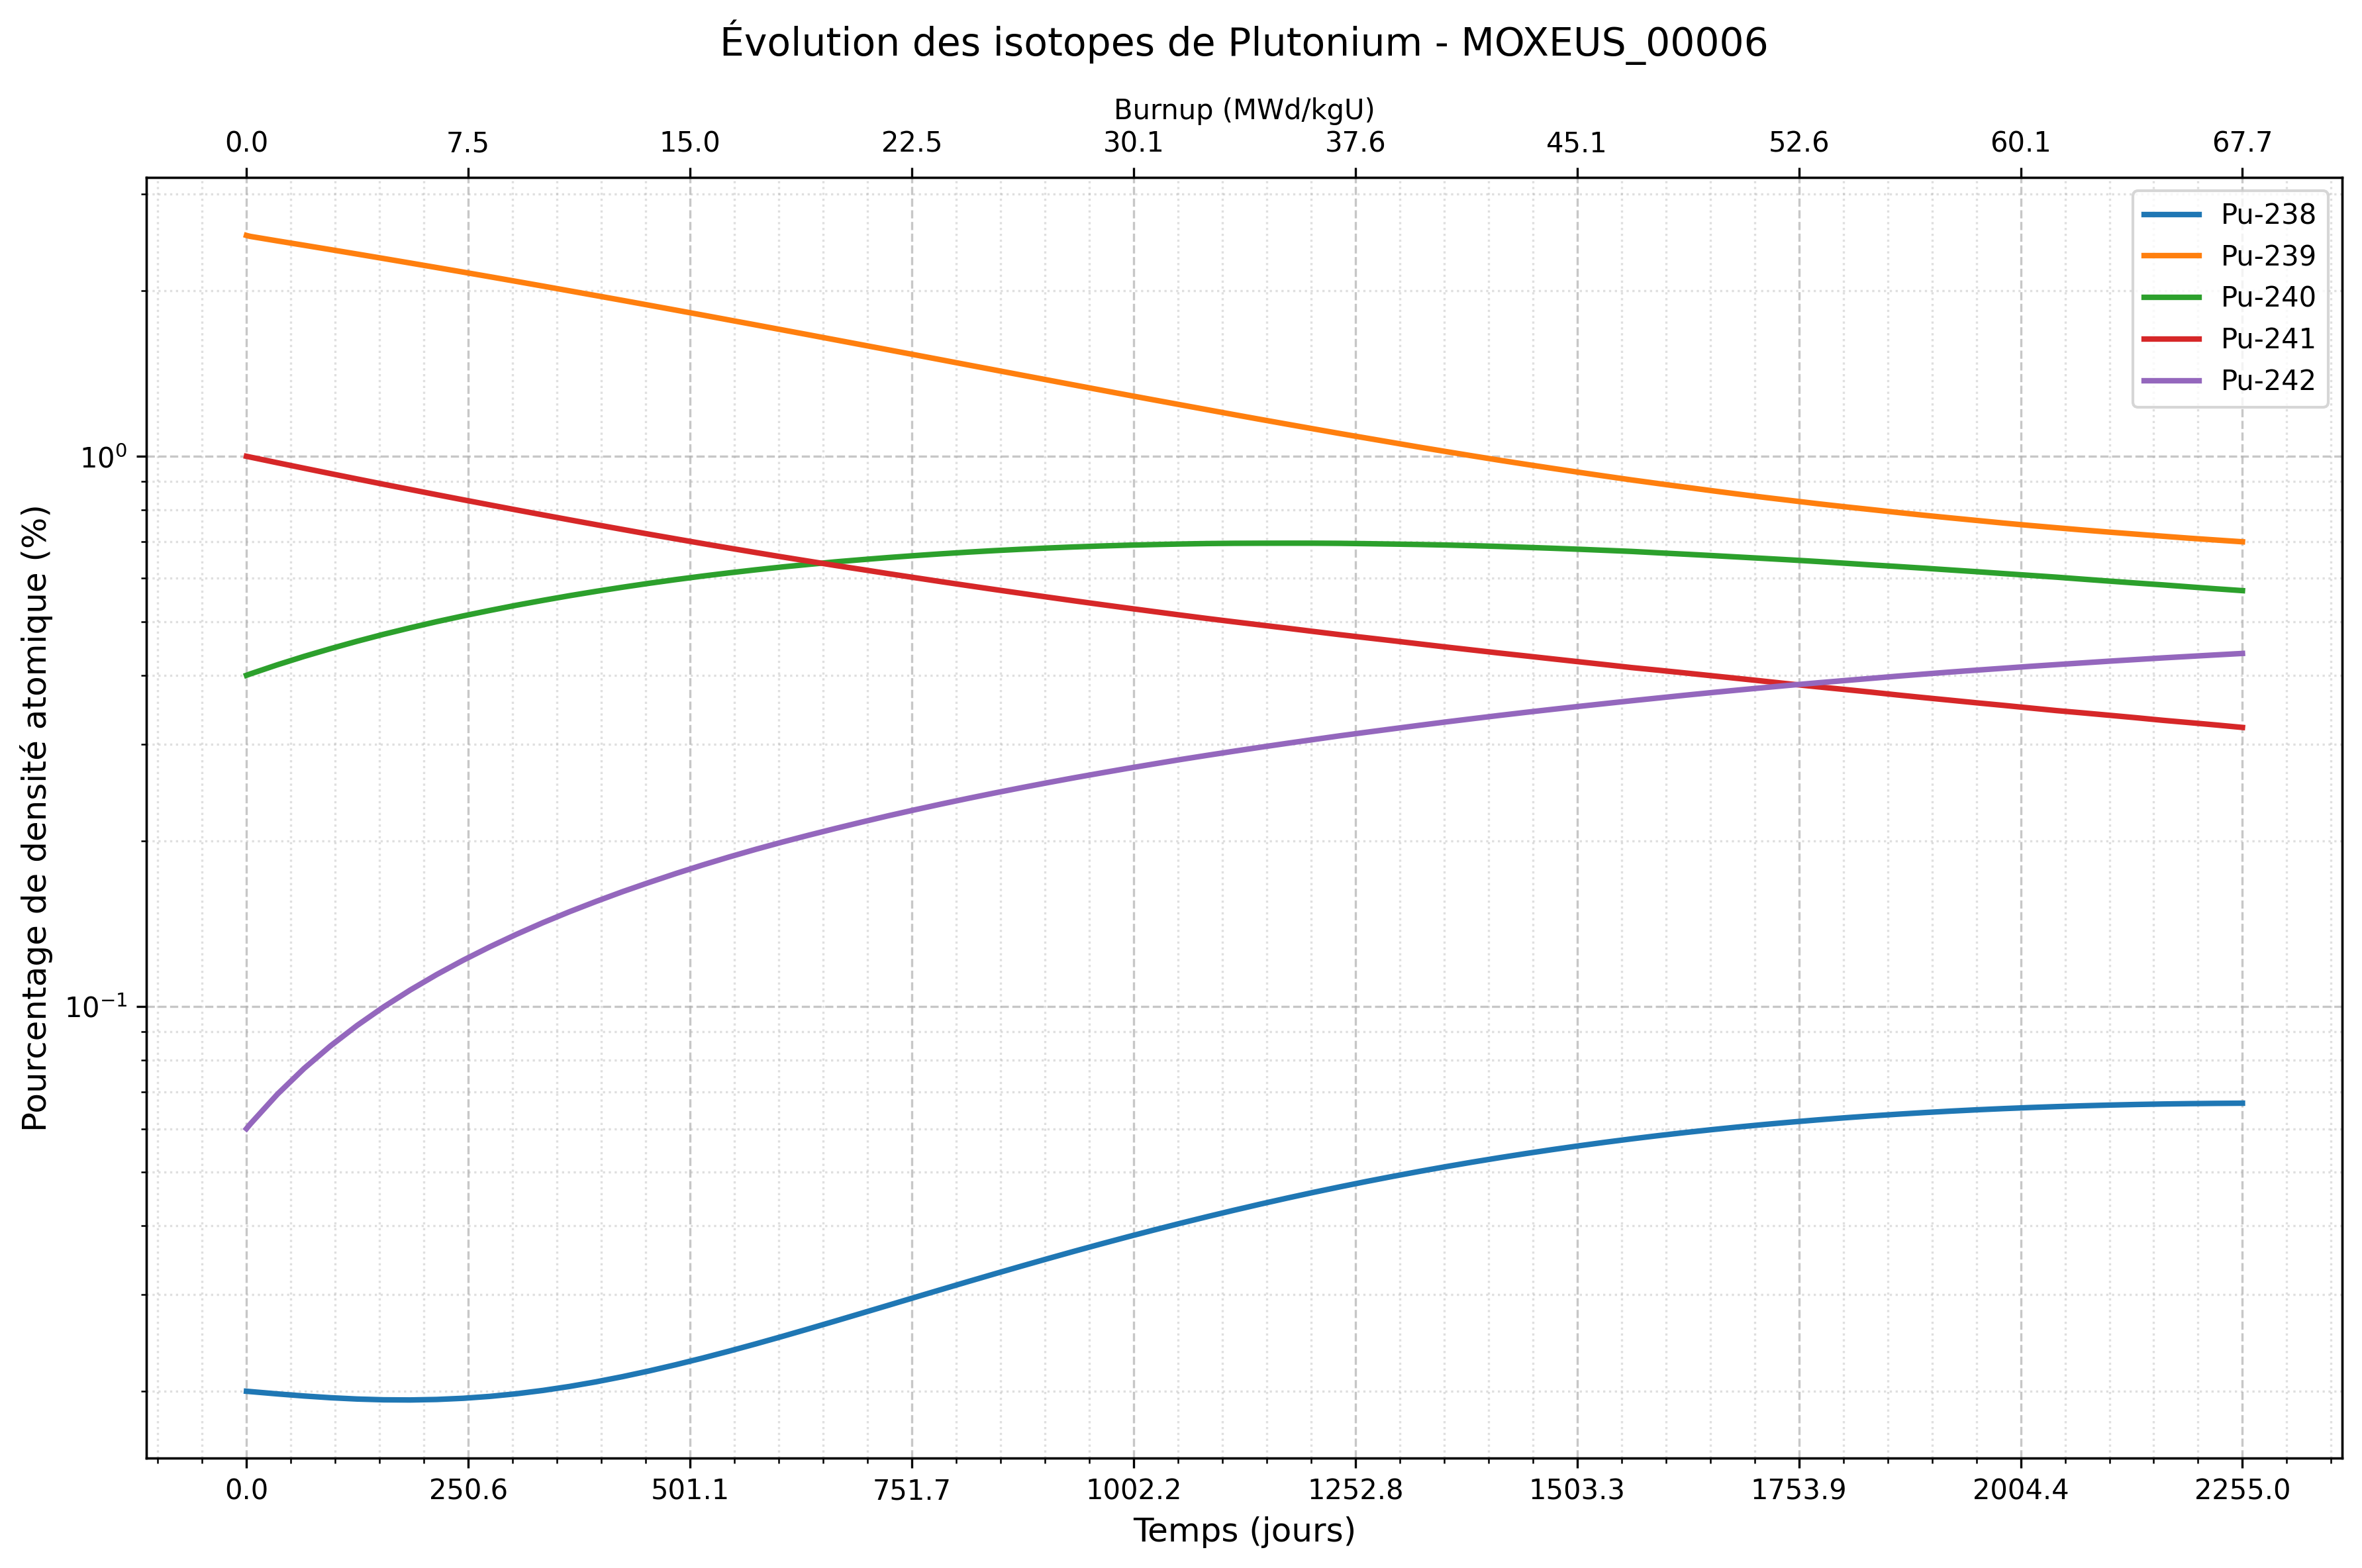 Évolution des isotopes de Plutonium - MOXEUS_00006
Burnup (MWd/kgU)
0.0 7.5 15.0 22.5 30.1 37.6 45.1 52.6 60.1 67.7
Pu-238
Pu-239
Pu-240
Pu-241
Pu-242
Pourcentage de densité atomique (%)
10⁰
10⁻¹
0.0 250.6 501.1 751.7 1002.2 1252.8 1503.3 1753.9 2004.4 2255.0
Temps (jours)